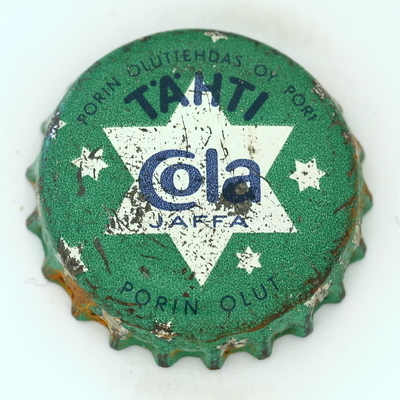 PORIN OLUTTEHDAS OY. PORI
TÄHTI
Cola
JAFFA
PORIN OLUT